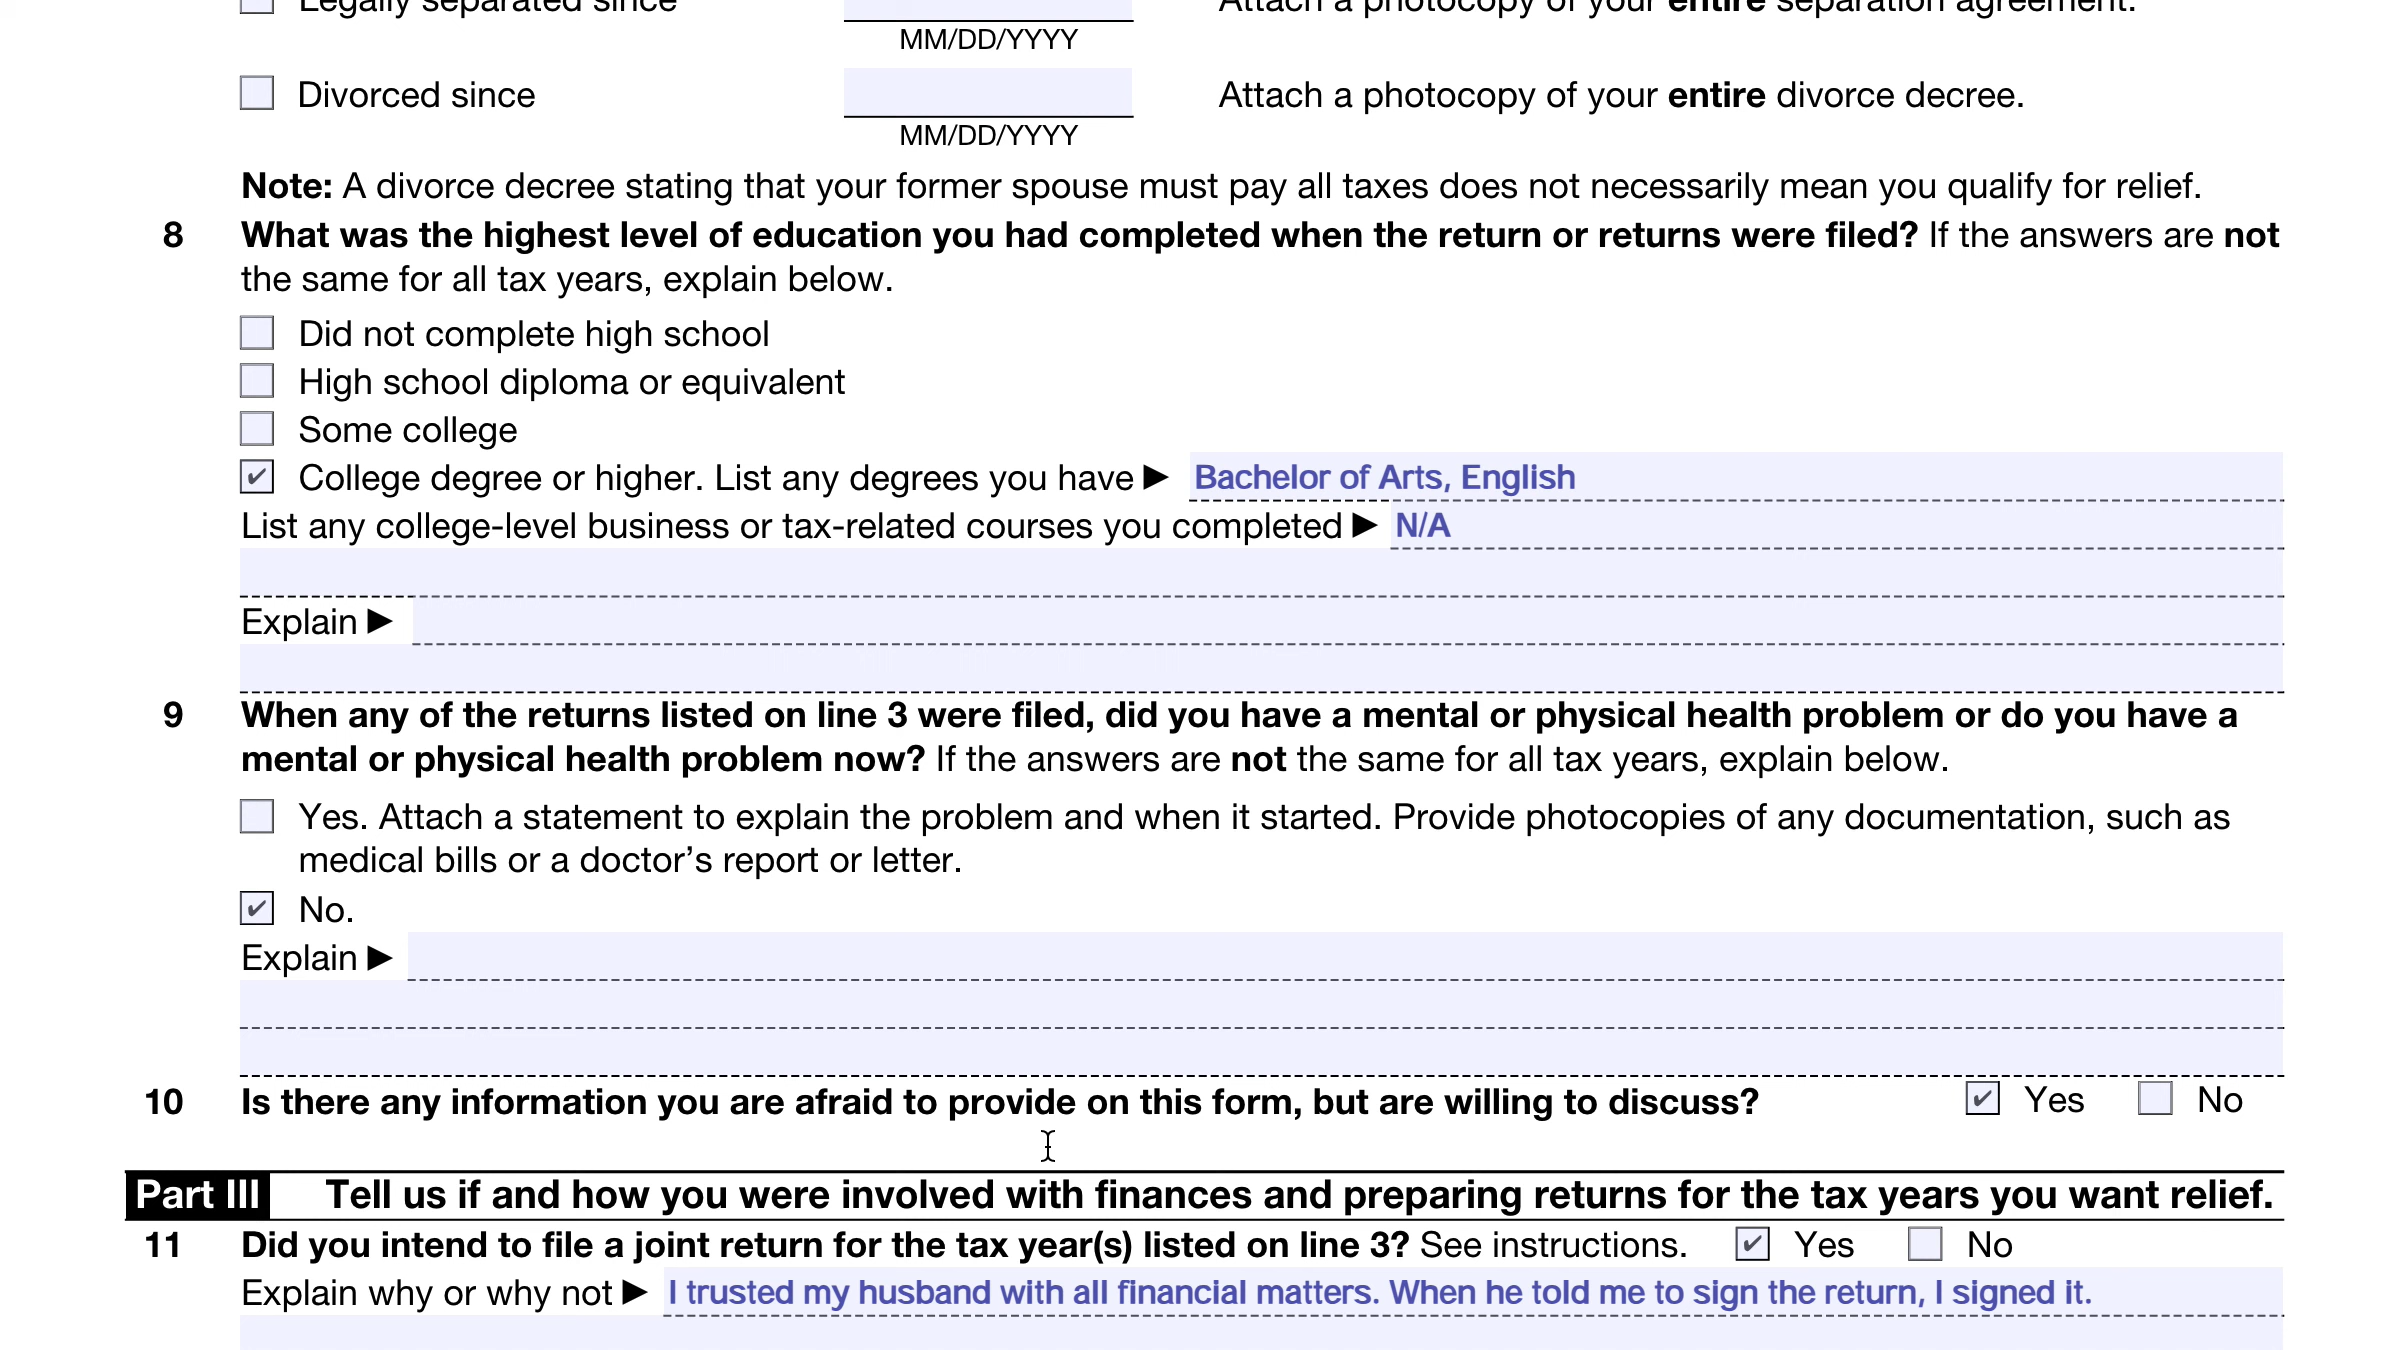 Legally separated since Attach a photocopy of your entire separation agreement.
MM/DD/YYYY
Divorced since Attach a photocopy of your entire divorce decree.
MM/DD/YYYY
Note: A divorce decree stating that your former spouse must pay all taxes does not necessarily mean you qualify for relief.
8 What was the highest level of education you had completed when the return or returns were filed? If the answers are not
the same for all tax years, explain below.
Did not complete high school
High school diploma or equivalent
Some college
✔ College degree or higher. List any degrees you have ▶ Bachelor of Arts, English
List any college-level business or tax-related courses you completed ▶ N/A
Explain ▶
9 When any of the returns listed on line 3 were filed, did you have a mental or physical health problem or do you have a
mental or physical health problem now? If the answers are not the same for all tax years, explain below.
Yes. Attach a statement to explain the problem and when it started. Provide photocopies of any documentation, such as
medical bills or a doctor’s report or letter.
✔ No.
Explain ▶
10 Is there any information you are afraid to provide on this form, but are willing to discuss? ✔ Yes No
Part III Tell us if and how you were involved with finances and preparing returns for the tax years you want relief.
11 Did you intend to file a joint return for the tax year(s) listed on line 3? See instructions. ✔ Yes No
Explain why or why not ▶ I trusted my husband with all financial matters. When he told me to sign the return, I signed it.